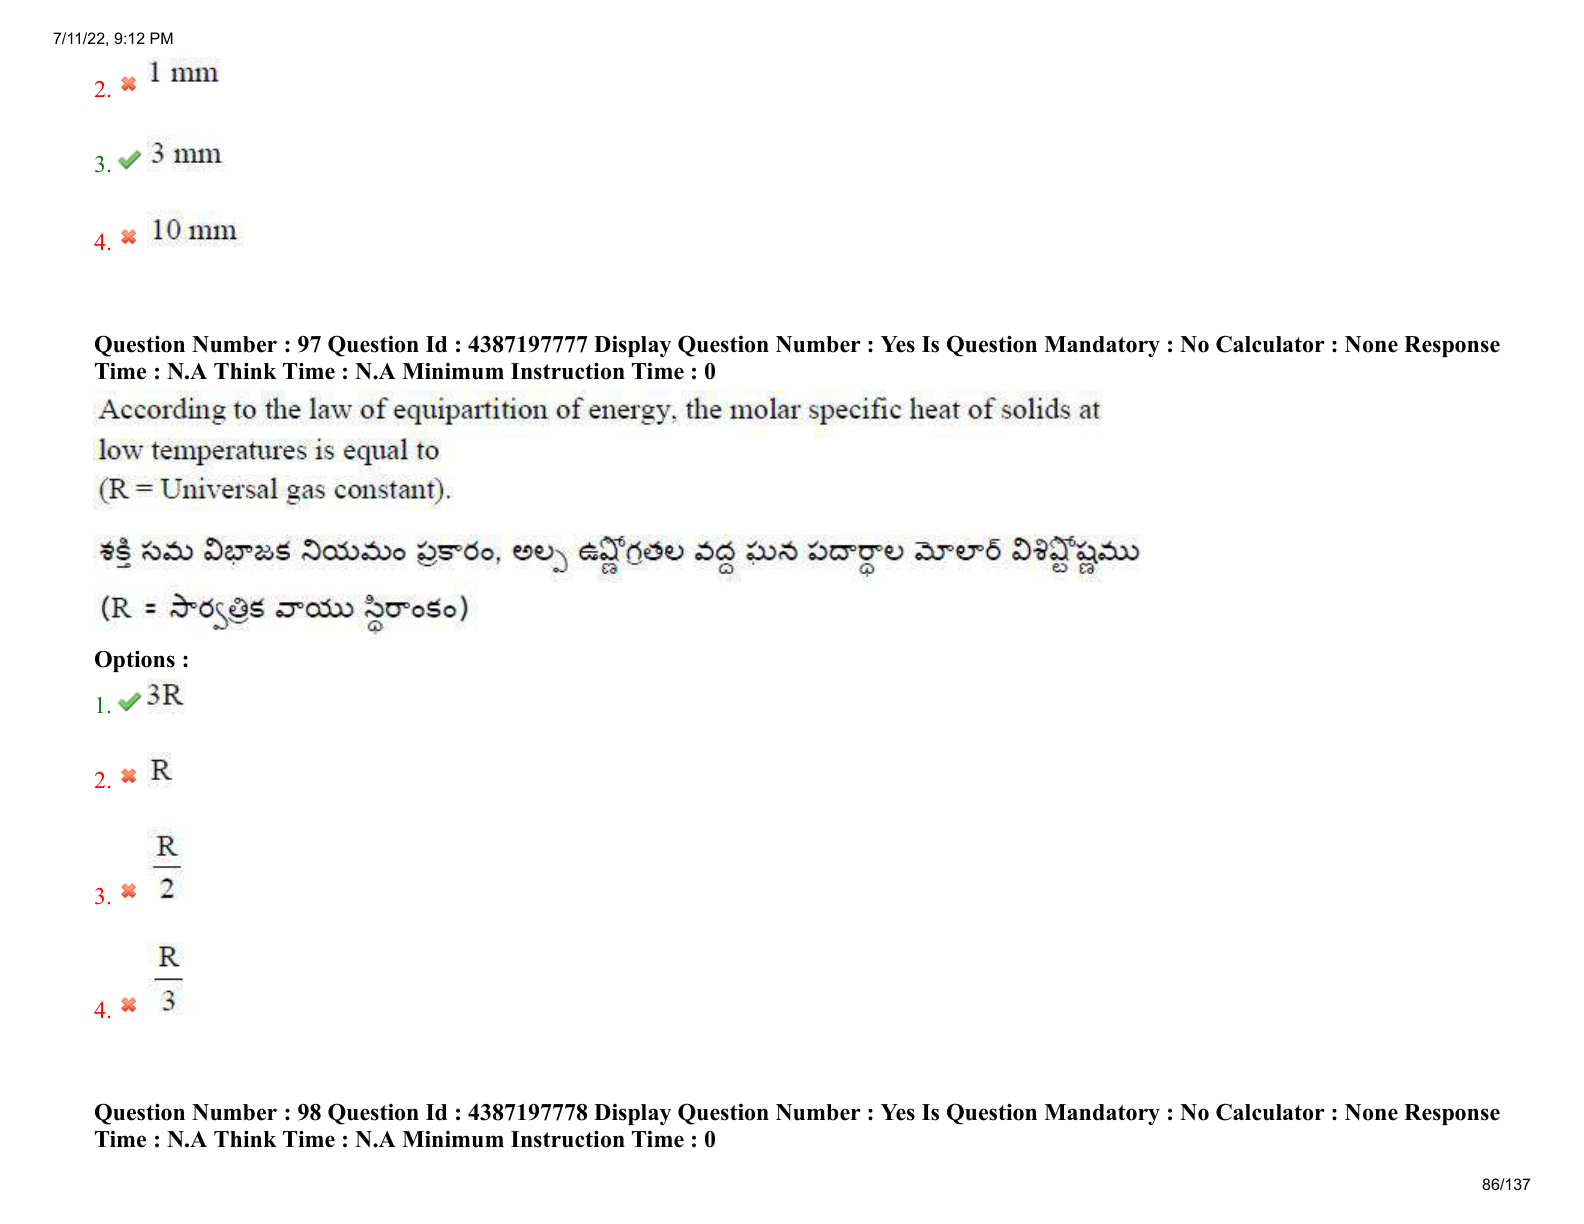 7/11/22, 9:12 PM
2. 1 mm
3. 3 mm
4. 10 mm
Question Number : 97 Question Id : 4387197777 Display Question Number : Yes Is Question Mandatory : No Calculator : None Response
Time : N.A Think Time : N.A Minimum Instruction Time : 0
According to the law of equipartition of energy, the molar specific heat of solids at
low temperatures is equal to
(R = Universal gas constant).
శక్తి సమ విభాజక నియమం ప్రకారం, అల్ప ఉష్ణోగ్రతల వద్ద ఘన పదార్థాల మోలార్ విశిష్టోష్ణము
(R = సార్వత్రిక వాయు స్థిరాంకం)
Options :
1. 3R
2. R
3. R/2
4. R/3
Question Number : 98 Question Id : 4387197778 Display Question Number : Yes Is Question Mandatory : No Calculator : None Response
Time : N.A Think Time : N.A Minimum Instruction Time : 0
86/137